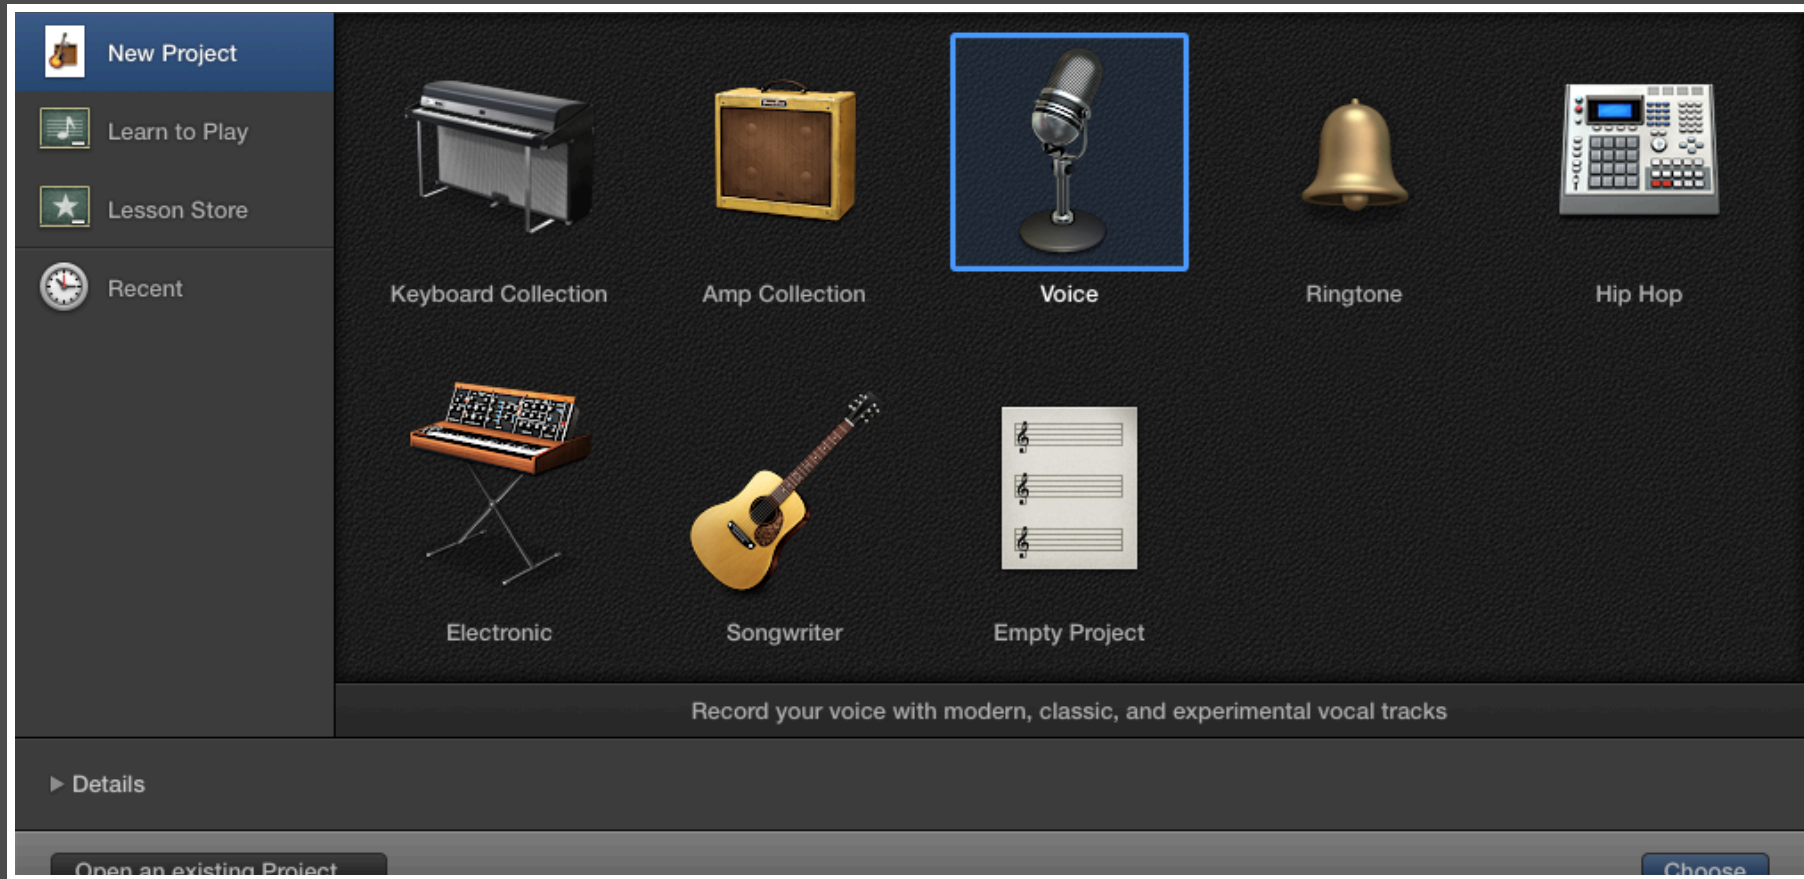 New Project
Learn to Play
Lesson Store
Recent
Keyboard Collection
Amp Collection
Voice
Ringtone
Hip Hop
Electronic
Songwriter
Empty Project
Record your voice with modern, classic, and experimental vocal tracks
Details
Open an existing Project
Choose